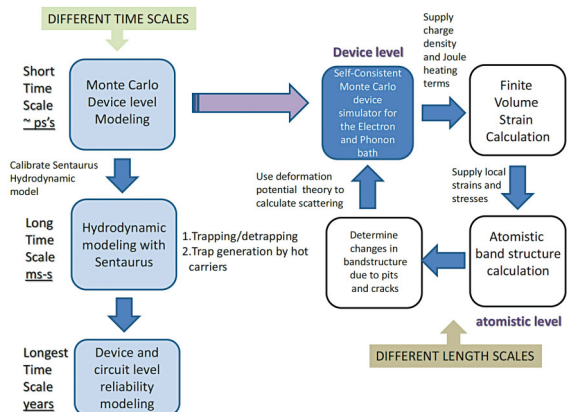 DIFFERENT TIME SCALES
Short
Time
Scale
~ ps's
Monte Carlo
Device level
Modeling
Calibrate Sentaurus
Hydrodynamic
model
Long
Time
Scale
ms-s
Hydrodynamic
modeling with
Sentaurus
1.Trapping/detrapping
2.Trap generation by hot
carriers
Longest
Time
Scale
years
Device and
circuit level
reliability
modeling
Device level
Self-Consistent
Monte Carlo
device
simulator for
the Electron
and Phonon
bath
Supply
charge
density
and Joule
heating
terms
Finite
Volume
Strain
Calculation
Supply local
strains and
stresses
Atomistic
band structure
calculation
atomistic level
Determine
changes in
bandstructure
due to pits
and cracks
Use deformation
potential theory to
calculate scattering
DIFFERENT LENGTH SCALES